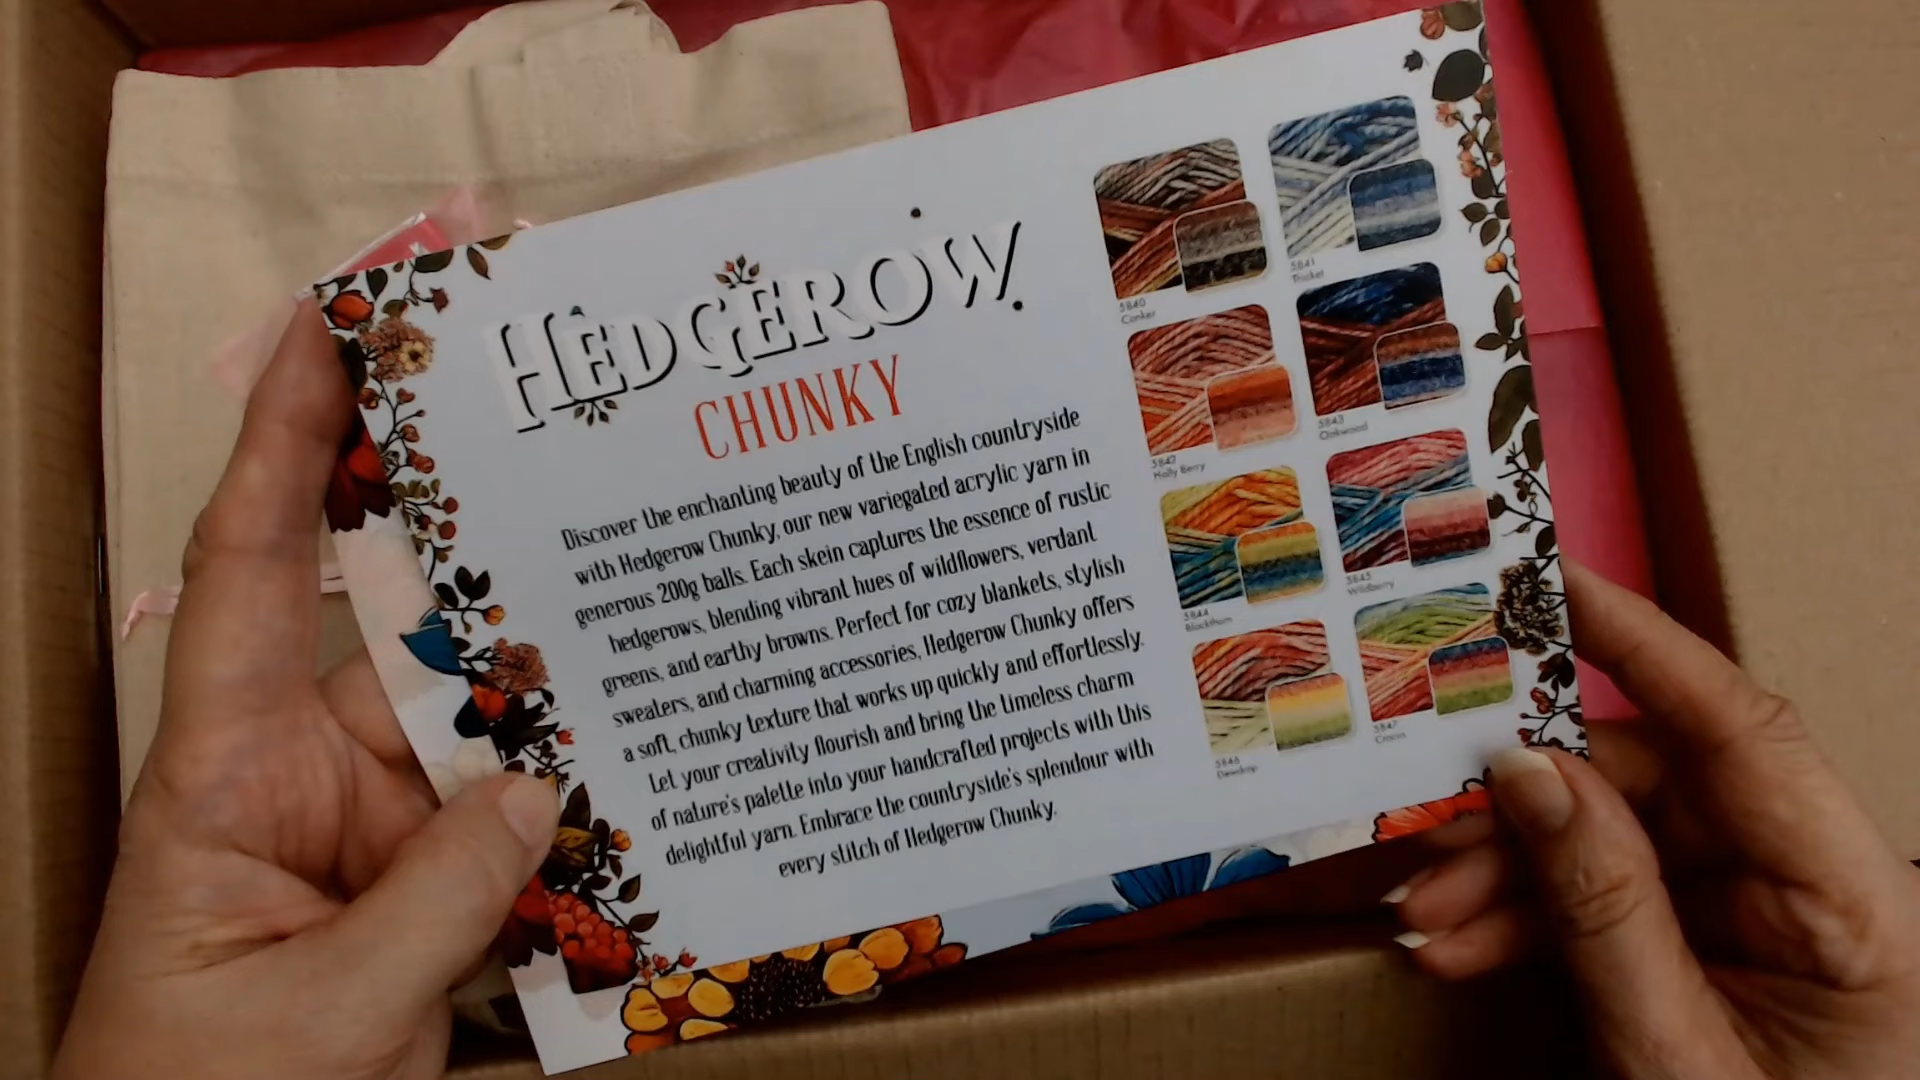 HEDGEROW
CHUNKY
Discover the enchanting beauty of the English countryside
with Hedgerow Chunky, our new variegated acrylic yarn in
generous 200g balls. Each skein captures the essence of rustic
hedgerows, blending vibrant hues of wildflowers, verdant
greens, and earthy browns. Perfect for cozy blankets, stylish
sweaters, and charming accessories, Hedgerow Chunky offers
a soft, chunky texture that works up quickly and effortlessly.
Let your creativity flourish and bring the timeless charm
of nature's palette into your handcrafted projects with this
delightful yarn. Embrace the countryside's splendour with
every stitch of Hedgerow Chunky.
5840
Conker
5841
Thicket
5842
Holly Berry
5843
Oakwood
5844
Blackthorn
5845
Wildberry
5846
Dewdrop
5847
Crocus